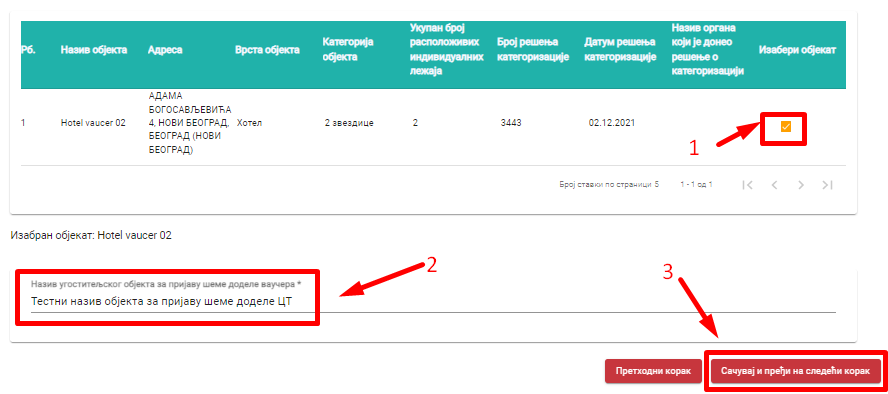 Рб.
Назив објекта
Адреса
Врста објекта
Категорија
објекта
Укупан број
расположивих
индивидуалних
лежаја
Број решења
категоризације
Датум решења
категоризације
Назив органа
који је донео
решење о
категоризацији
Изабери објекат
1
Hotel vaucer 02
АДАМА
БОГОСАВЉЕВИЋА
4, НОВИ БЕОГРАД,
БЕОГРАД (НОВИ
БЕОГРАД)
Хотел
2 звездице
2
3443
02.12.2021
1
Број ставки по страници 5
1 - 1 од 1
Изабран објекат: Hotel vaucer 02
2
Назив угоститељског објекта за пријаву шеме доделе ваучера *
Тестни назив објекта за пријаву шеме доделе ЦТ
3
Претходни корак
Сачувај и пређи на следећи корак